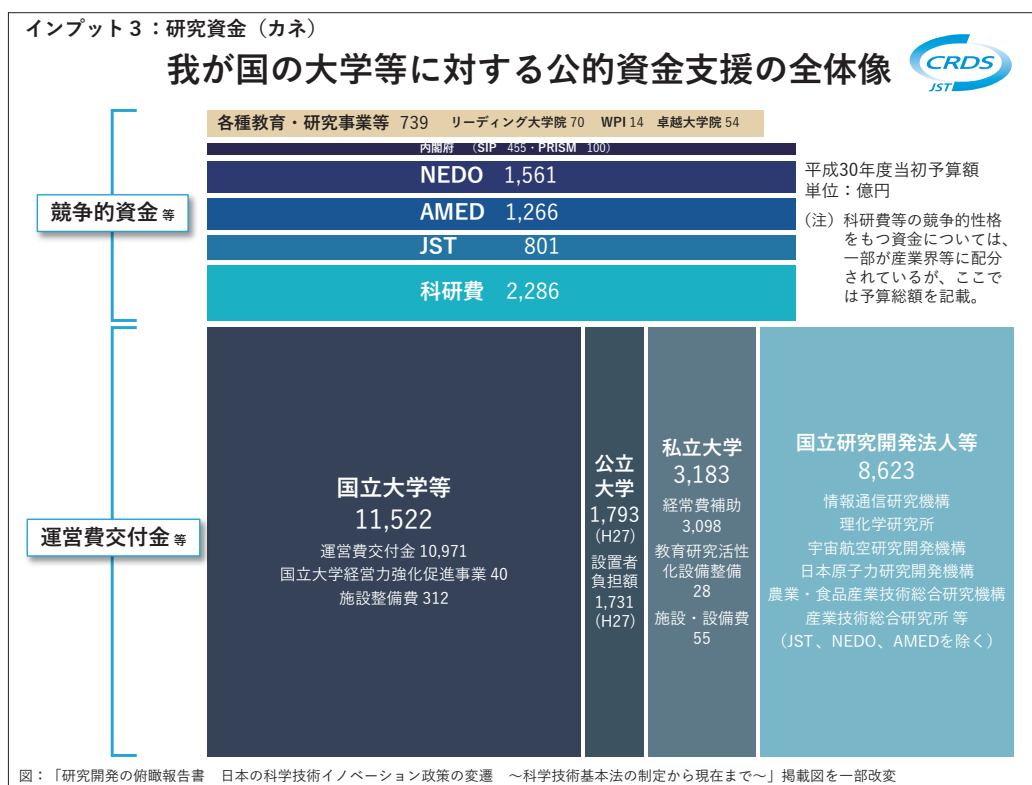 インプット3：研究資金（カネ）
我が国の大学等に対する公的資金支援の全体像
CRDS
JST
競争的資金 等
各種教育・研究事業等 739 リーディング大学院 70 WPI 14 卓越大学院 54
内閣府 （SIP 455・PRISM 100）
NEDO 1,561
AMED 1,266
JST 801
科研費 2,286
平成30年度当初予算額
単位：億円
（注）科研費等の競争的性格
をもつ資金については、
一部が産業界等に配分
されているが、ここで
は予算総額を記載。
運営費交付金 等
国立大学等
11,522
運営費交付金 10,971
国立大学経営力強化促進事業 40
施設整備費 312
公立
大学
1,793
(H27)
設置者
負担額
1,731
(H27)
私立大学
3,183
経常費補助
3,098
教育研究活性
化設備整備
28
施設・設備費
55
国立研究開発法人等
8,623
情報通信研究機構
理化学研究所
宇宙航空研究開発機構
日本原子力研究開発機構
農業・食品産業技術総合研究機構
産業技術総合研究所 等
（JST、NEDO、AMEDを除く）
図：「研究開発の俯瞰報告書 日本の科学技術イノベーション政策の変遷 ～科学技術基本法の制定から現在まで～」掲載図を一部改変